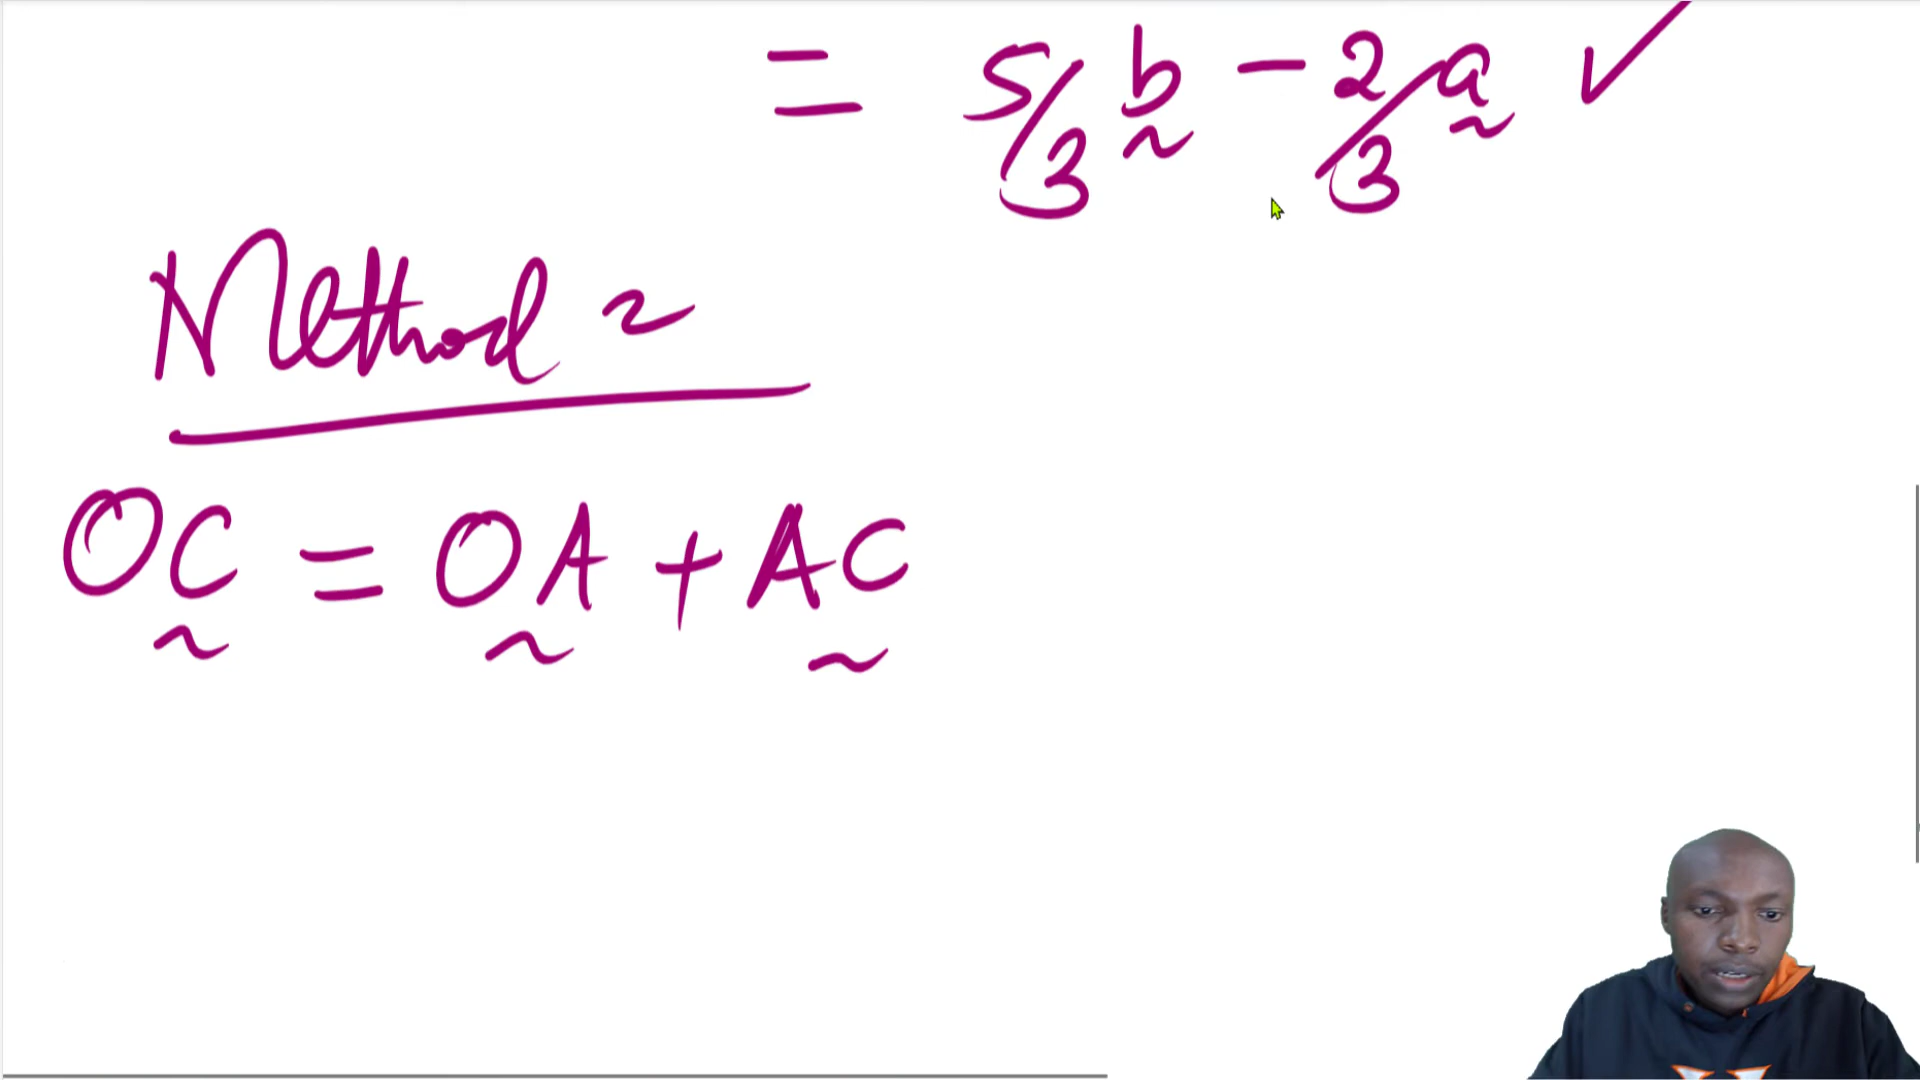 = 5/3 b - 2/3 a ✓
Method 2
OC = OA + AC